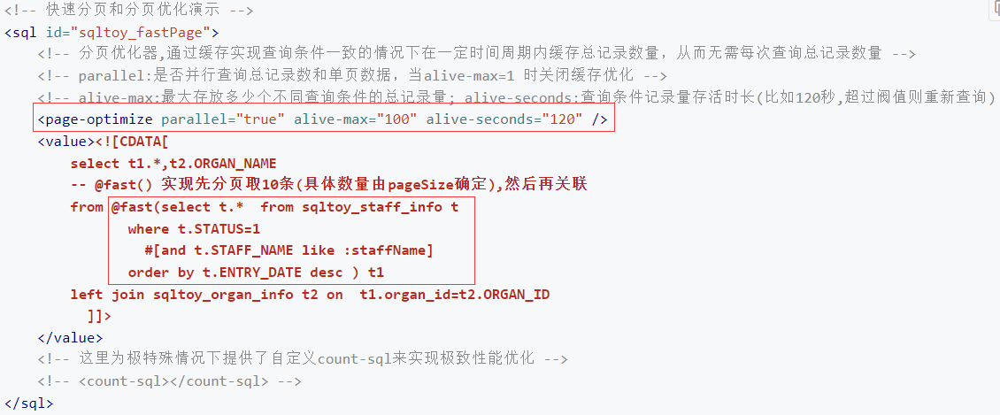 <!-- 快速分页和分页优化演示 -->
<sql id="sqltoy_fastPage">
    <!-- 分页优化器,通过缓存实现查询条件一致的情况下在一定时间周期内缓存总记录数量，从而无需每次查询总记录数量 -->
    <!-- parallel:是否并行查询总记录数和单页数据，当alive-max=1 时关闭缓存优化 -->
    <!-- alive-max:最大存放多少个不同查询条件的总记录量; alive-seconds:查询条件记录量存活时长(比如120秒,超过阀值则重新查询)
    <page-optimize parallel="true" alive-max="100" alive-seconds="120" />
    <value><![CDATA[
        select t1.*,t2.ORGAN_NAME
        -- @fast() 实现先分页取10条(具体数量由pageSize确定),然后再关联
        from @fast(select t.*  from sqltoy_staff_info t
               where t.STATUS=1
                 #[and t.STAFF_NAME like :staffName]
               order by t.ENTRY_DATE desc ) t1
        left join sqltoy_organ_info t2 on  t1.organ_id=t2.ORGAN_ID
          ]]>
    </value>
    <!-- 这里为极特殊情况下提供了自定义count-sql来实现极致性能优化 -->
    <!-- <count-sql></count-sql> -->
</sql>